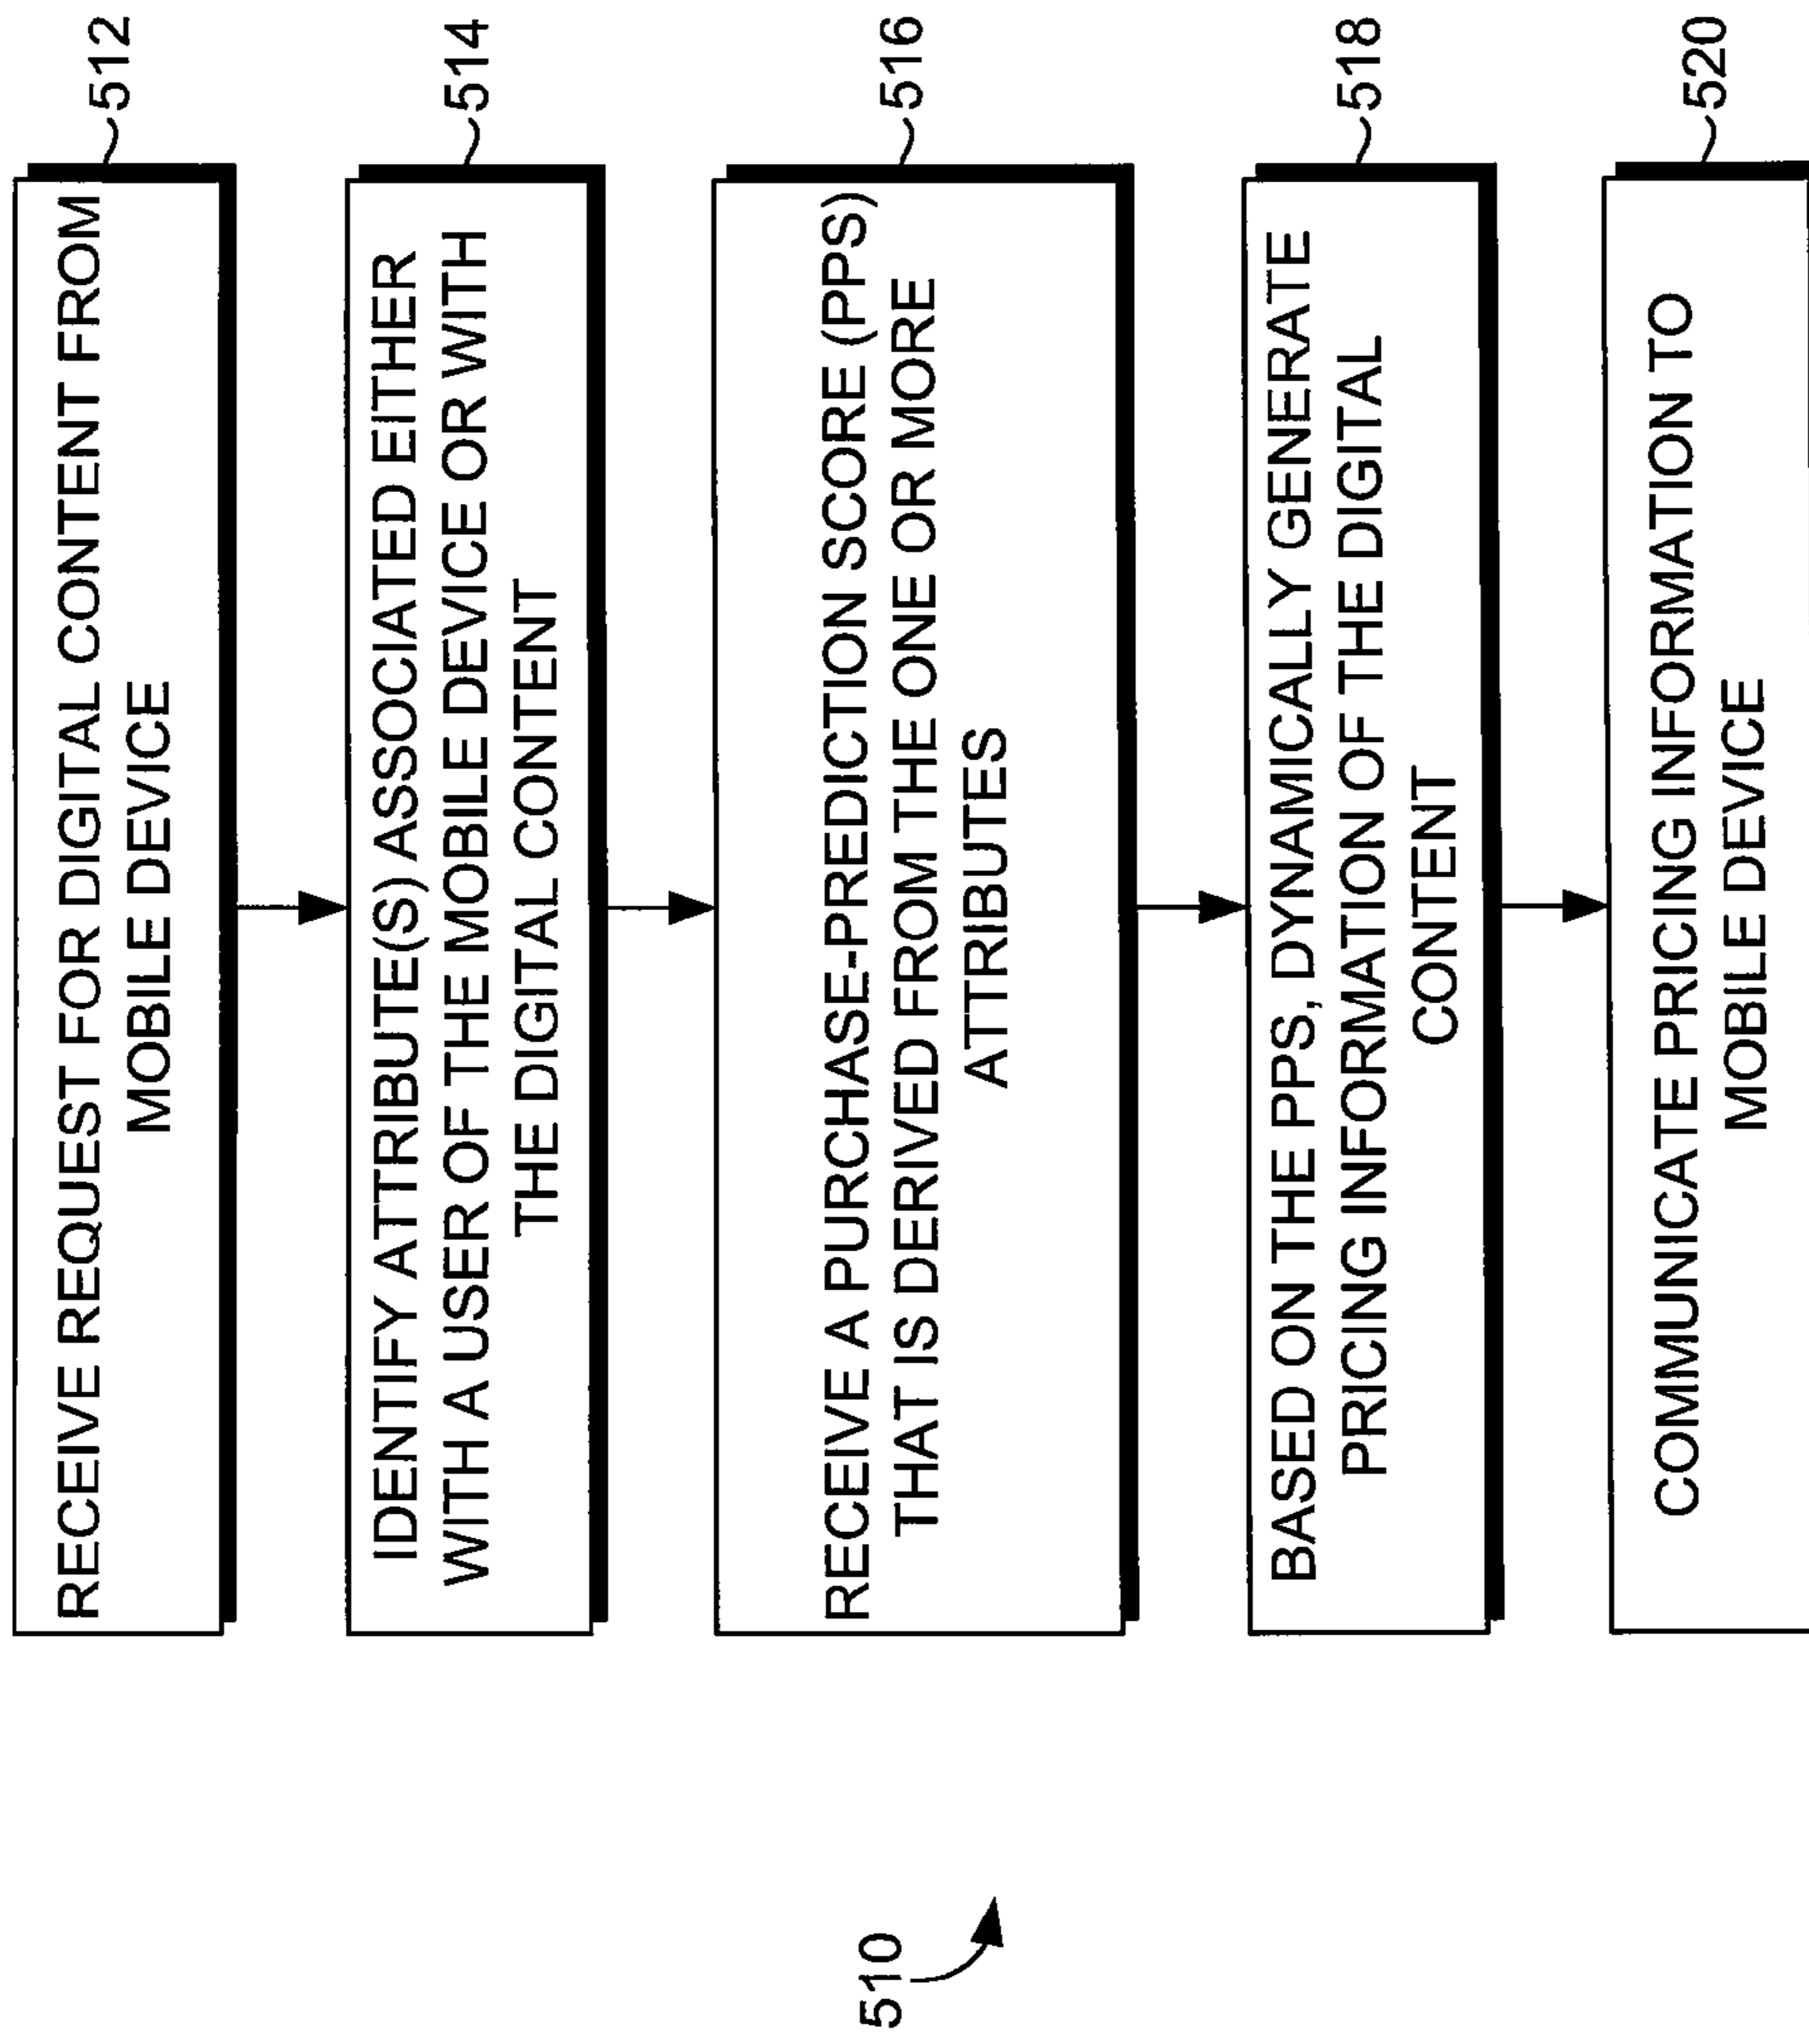 RECEIVE REQUEST FOR DIGITAL CONTENT FROM
MOBILE DEVICE
512
IDENTIFY ATTRIBUTE(S) ASSOCIATED EITHER
WITH A USER OF THE MOBILE DEVICE OR WITH
THE DIGITAL CONTENT
514
RECEIVE A PURCHASE-PREDICTION SCORE (PPS)
THAT IS DERIVED FROM THE ONE OR MORE
ATTRIBUTES
516
BASED ON THE PPS, DYNAMICALLY GENERATE
PRICING INFORMATION OF THE DIGITAL
CONTENT
518
COMMUNICATE PRICING INFORMATION TO
MOBILE DEVICE
520
510